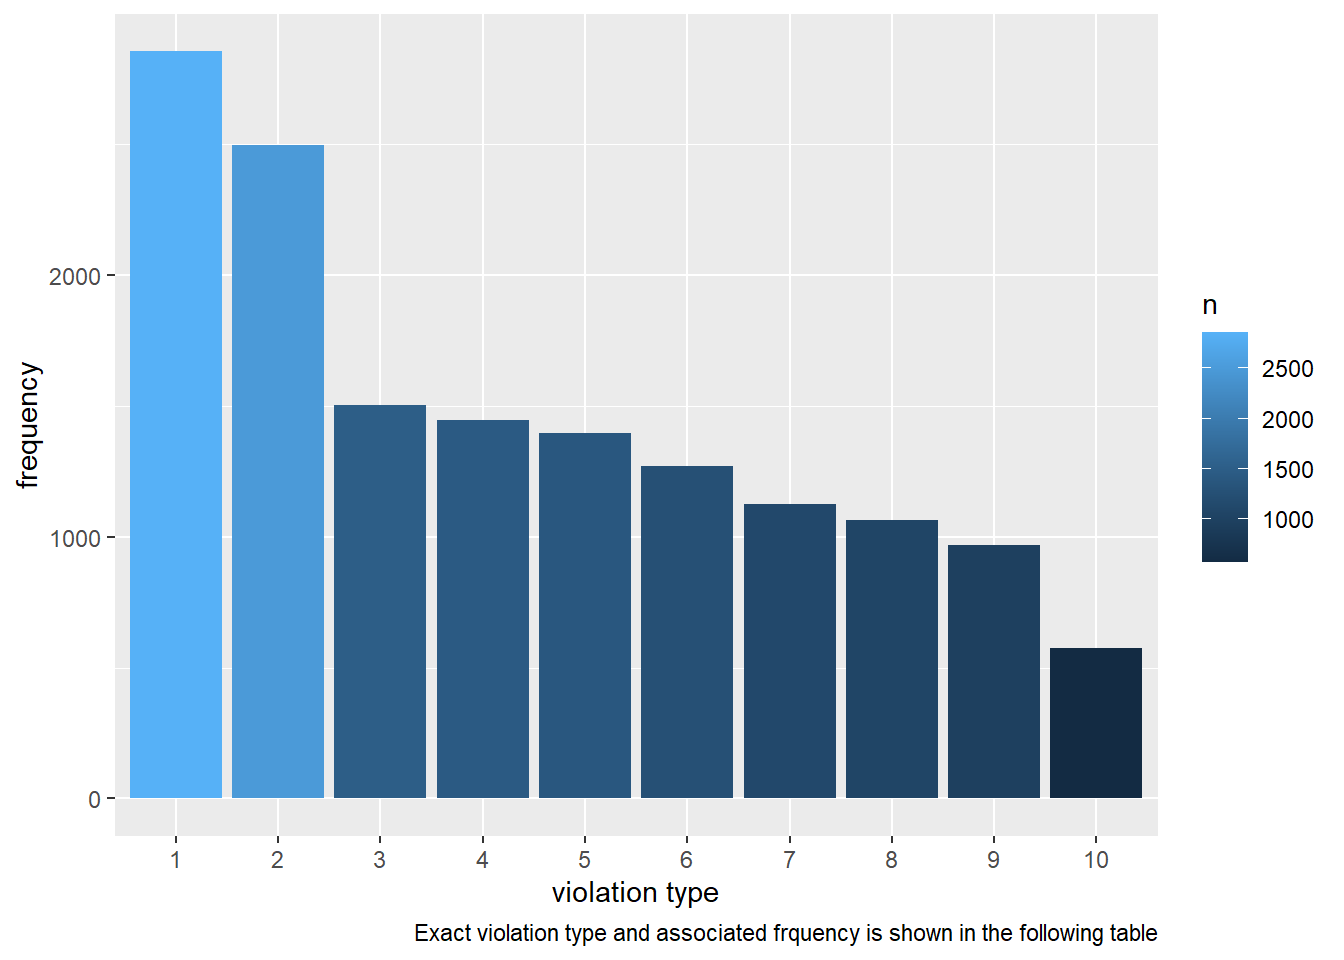 2000
1000
0
frequency
1 2 3 4 5 6 7 8 9 10
violation type
Exact violation type and associated frquency is shown in the following table
n
2500
2000
1500
1000